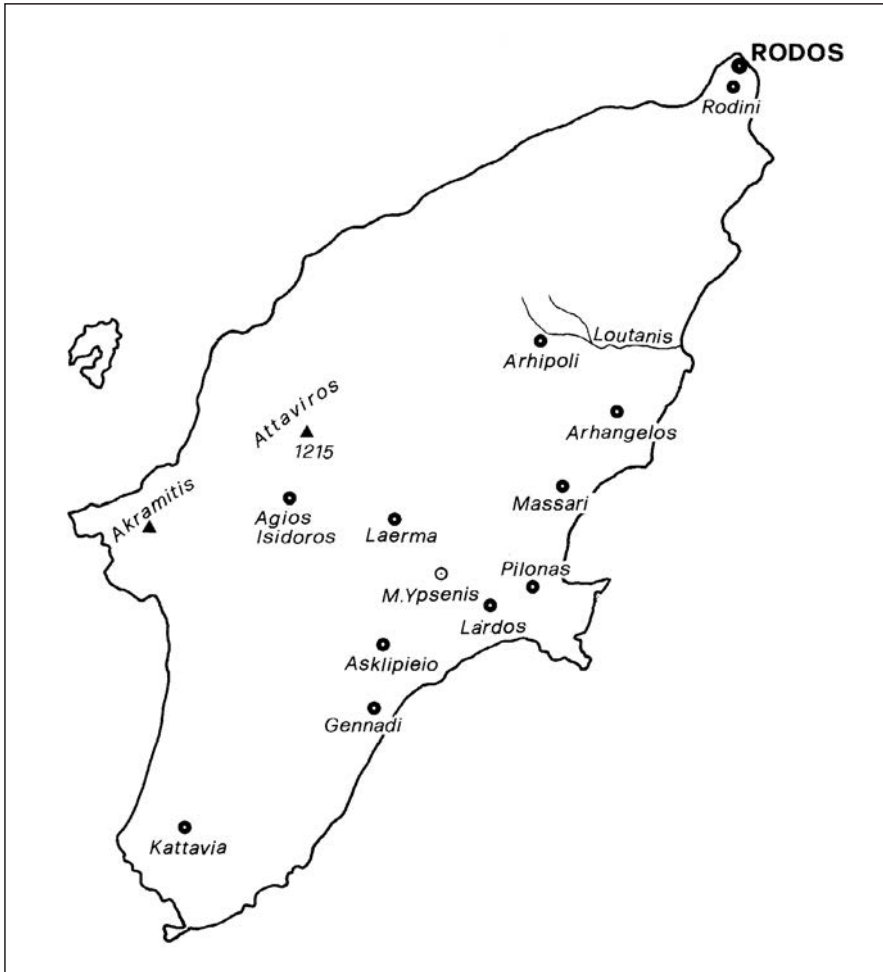 RODOS
Rodini
Loutanis
Arhipoli
Attaviros
1215
Arhangelos
Akramitis
Agios
Isidoros
Laerma
Massari
Pilonas
M.Ypsenis
Lardos
Asklipieio
Gennadi
Kattavia